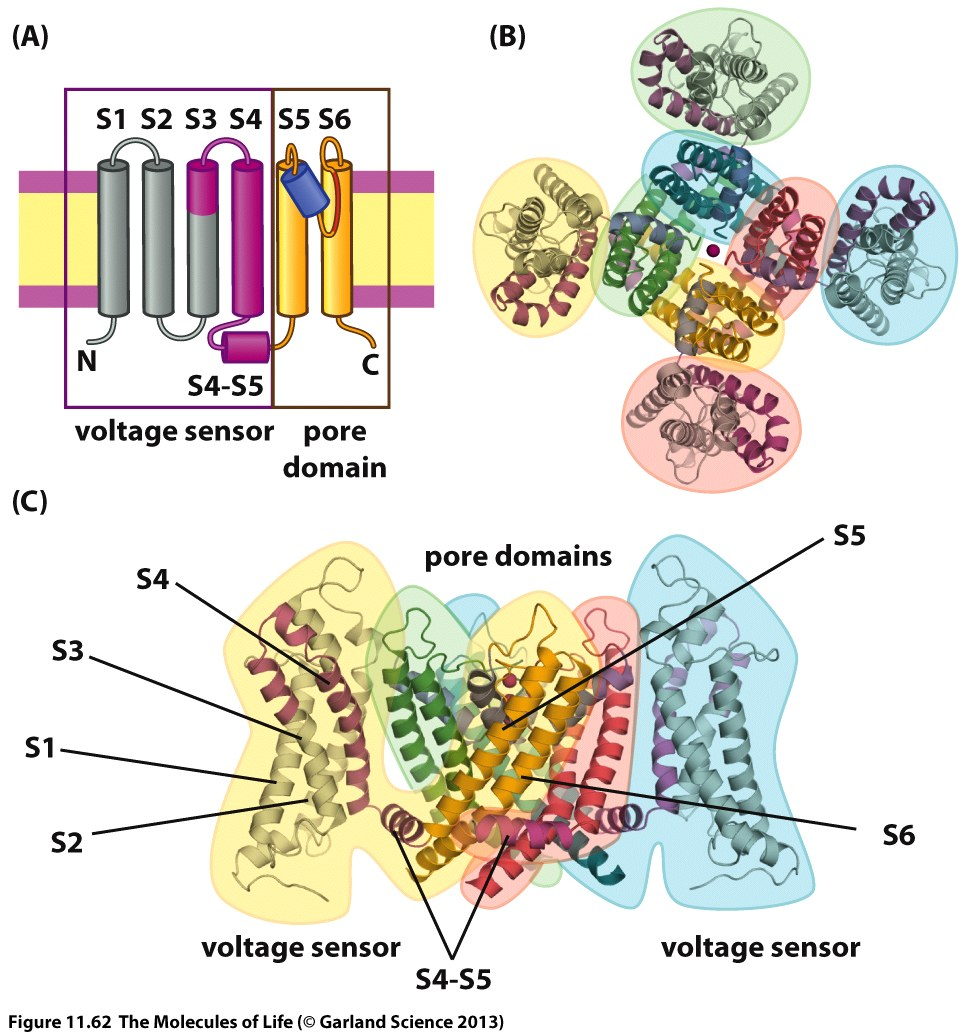 (A)
S1 S2 S3 S4 S5 S6
N
C
S4-S5
voltage sensor
pore
domain
(B)
(C)
pore domains
S5
S4
S3
S1
S2
S6
voltage sensor
voltage sensor
S4-S5
Figure 11.62 The Molecules of Life (© Garland Science 2013)